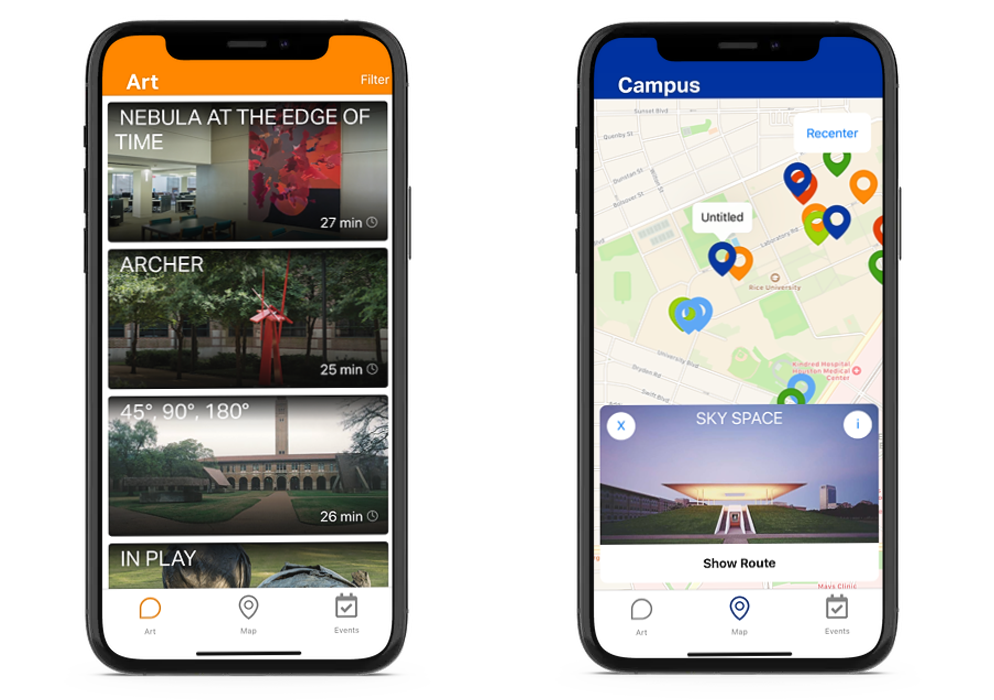 Art
Filter
NEBULA AT THE EDGE OF
TIME
27 min
ARCHER
25 min
45°, 90°, 180°
26 min
IN PLAY
Art
Map
Events
Campus
Sunset Blvd
Recenter
Quenby St
Dunstan St
Bolsover St
Untitled
Laboratory Rd
Rice University
University Blvd
Dryden Rd
Swift Blvd
Kindred Hospital
Houston Medical
Center
X
SKY SPACE
i
Show Route
Mays Clinic
Art
Map
Events